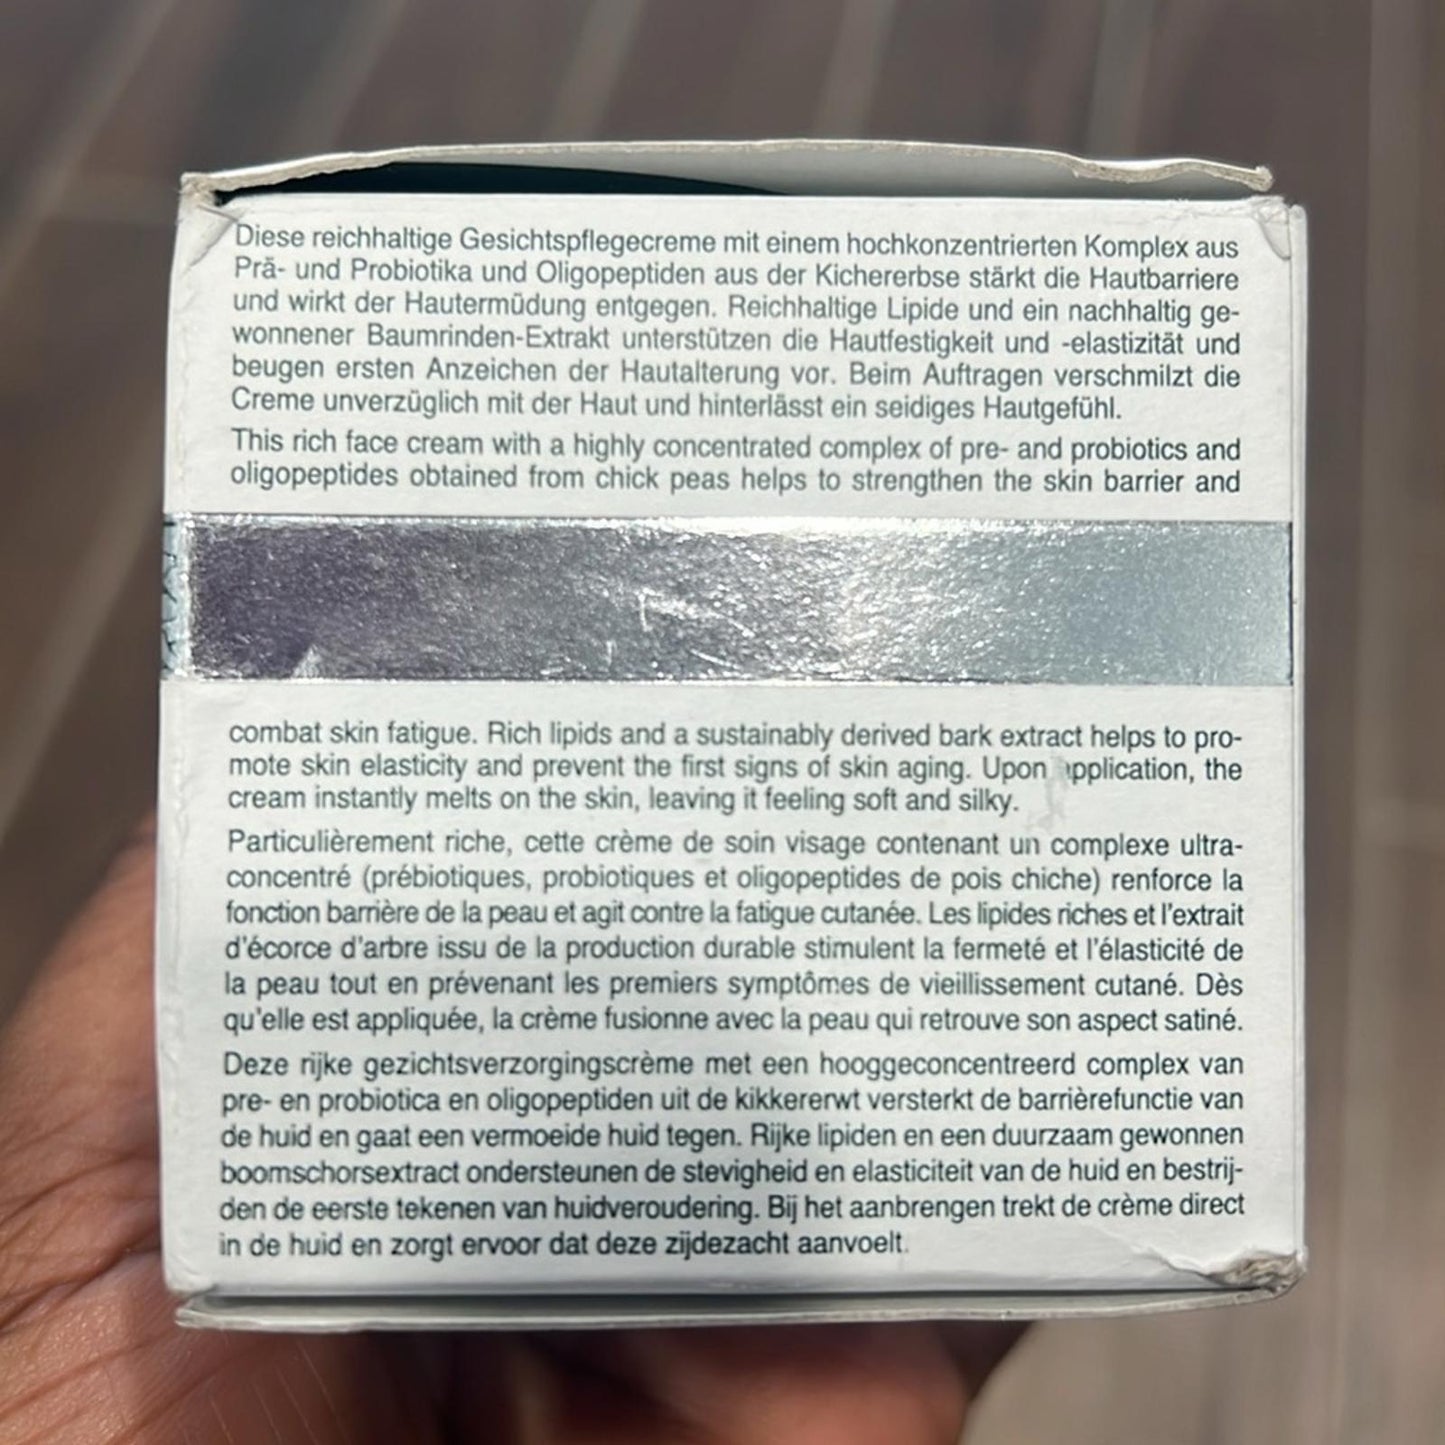 Diese reichhaltige Gesichtspflegecreme mit einem hochkonzentrierten Komplex aus
Prä- und Probiotika und Oligopeptiden aus der Kichererbse stärkt die Hautbarriere
und wirkt der Hautermüdung entgegen. Reichhaltige Lipide und ein nachhaltig ge-
wonnener Baumrinden-Extrakt unterstützen die Hautfestigkeit und -elastizität und
beugen ersten Anzeichen der Hautalterung vor. Beim Auftragen verschmilzt die
Creme unverzüglich mit der Haut und hinterlässt ein seidiges Hautgefühl.
This rich face cream with a highly concentrated complex of pre- and probiotics and
oligopeptides obtained from chick peas helps to strengthen the skin barrier and
combat skin fatigue. Rich lipids and a sustainably derived bark extract helps to pro-
mote skin elasticity and prevent the first signs of skin aging. Upon application, the
cream instantly melts on the skin, leaving it feeling soft and silky.
Particulièrement riche, cette crème de soin visage contenant un complexe ultra-
concentré (prébiotiques, probiotiques et oligopeptides de pois chiche) renforce la
fonction barrière de la peau et agit contre la fatigue cutanée. Les lipides riches et l'extrait
d'écorce d'arbre issu de la production durable stimulent la fermeté et l'élasticité de
la peau tout en prévenant les premiers symptômes de vieillissement cutané. Dès
qu'elle est appliquée, la crème fusionne avec la peau qui retrouve son aspect satiné.
Deze rijke gezichtsverzorgingscrème met een hooggeconcentreerd complex van
pre- en probiotica en oligopeptiden uit de kikkererwt versterkt de barrièrefunctie van
de huid en gaat een vermoeide huid tegen. Rijke lipiden en een duurzaam gewonnen
boomschorsextract ondersteunen de stevigheid en elasticiteit van de huid en bestrij-
den de eerste tekenen van huidveroudering. Bij het aanbrengen trekt de crème direct
in de huid en zorgt ervoor dat deze zijdezacht aanvoelt.